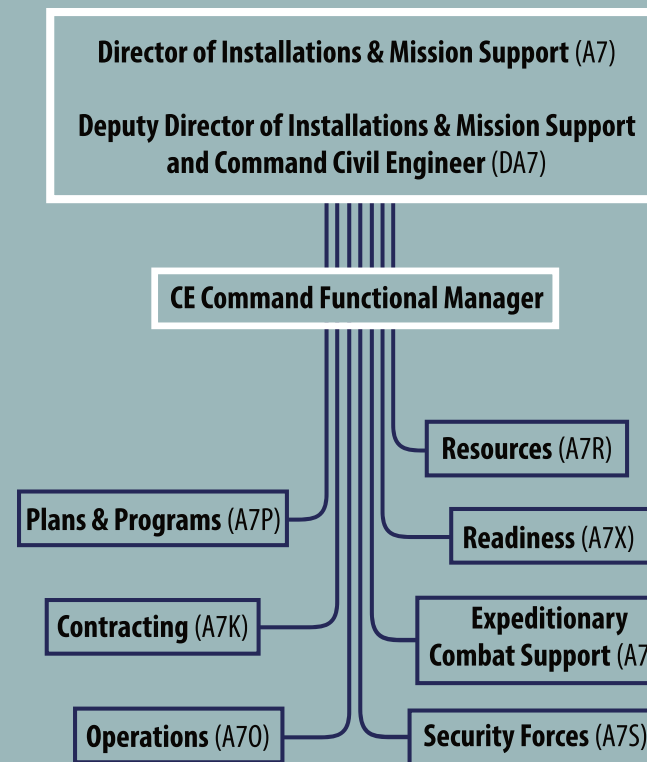 Director of Installations & Mission Support (A7)
Deputy Director of Installations & Mission Support
and Command Civil Engineer (DA7)
CE Command Functional Manager
Resources (A7R)
Plans & Programs (A7P)
Readiness (A7X)
Contracting (A7K)
Expeditionary
Combat Support (A7
Operations (A7O)
Security Forces (A7S)